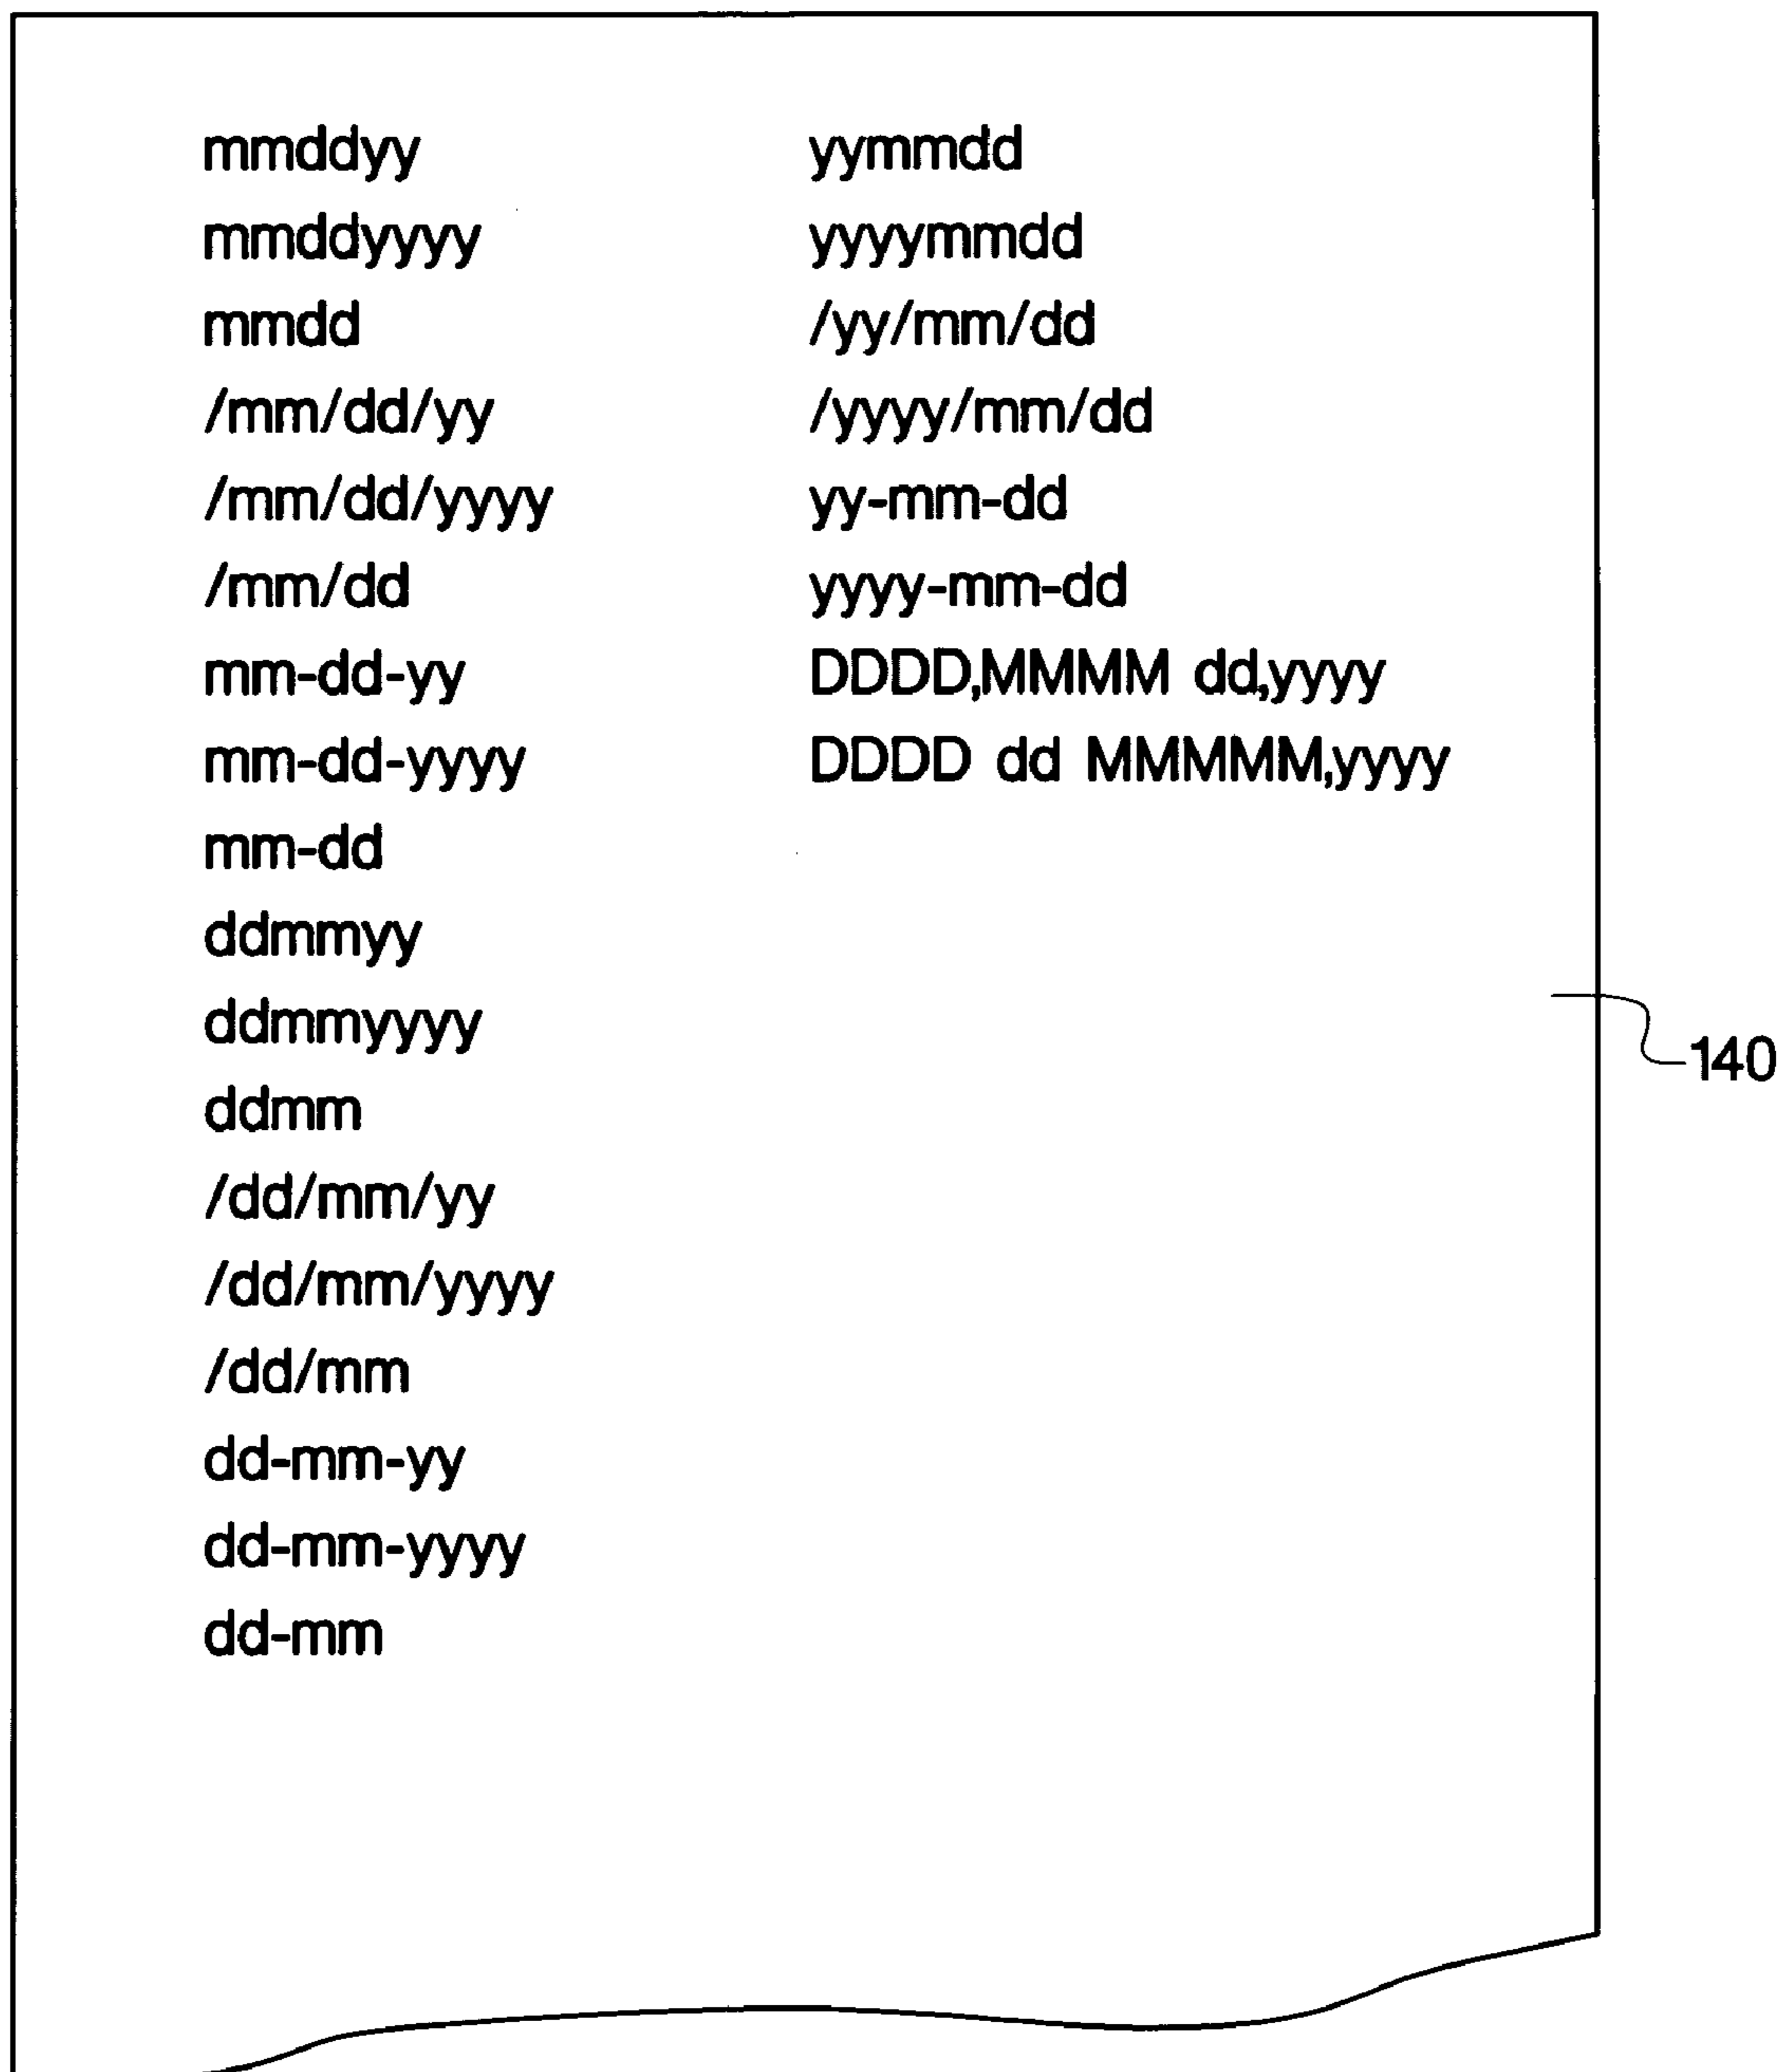 mmddyy
mmddyyyy
mmdd
/mm/dd/yy
/mm/dd/yyyy
/mm/dd
mm-dd-yy
mm-dd-yyyy
mm-dd
ddmmyy
ddmmyyyy
ddmm
/dd/mm/yy
/dd/mm/yyyy
/dd/mm
dd-mm-yy
dd-mm-yyyy
dd-mm
yymmdd
yyyymmdd
/yy/mm/dd
/yyyy/mm/dd
yy-mm-dd
yyyy-mm-dd
DDDD,MMMM dd,yyyy
DDDD dd MMMMM,yyyy
140